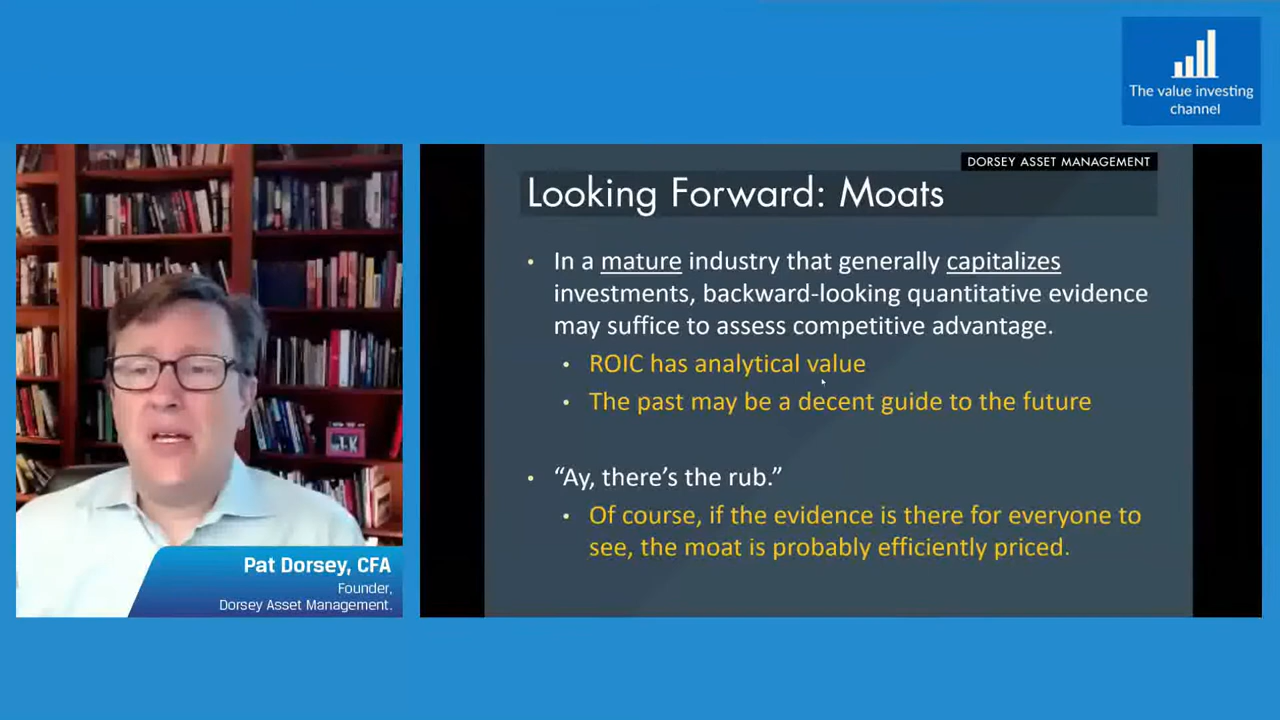 The value investing
channel
DORSEY ASSET MANAGEMENT
Looking Forward: Moats
• In a mature industry that generally capitalizes
investments, backward-looking quantitative evidence
may suffice to assess competitive advantage.
• ROIC has analytical value
• The past may be a decent guide to the future
• “Ay, there’s the rub.”
• Of course, if the evidence is there for everyone to
see, the moat is probably efficiently priced.
Pat Dorsey, CFA
Founder,
Dorsey Asset Management.